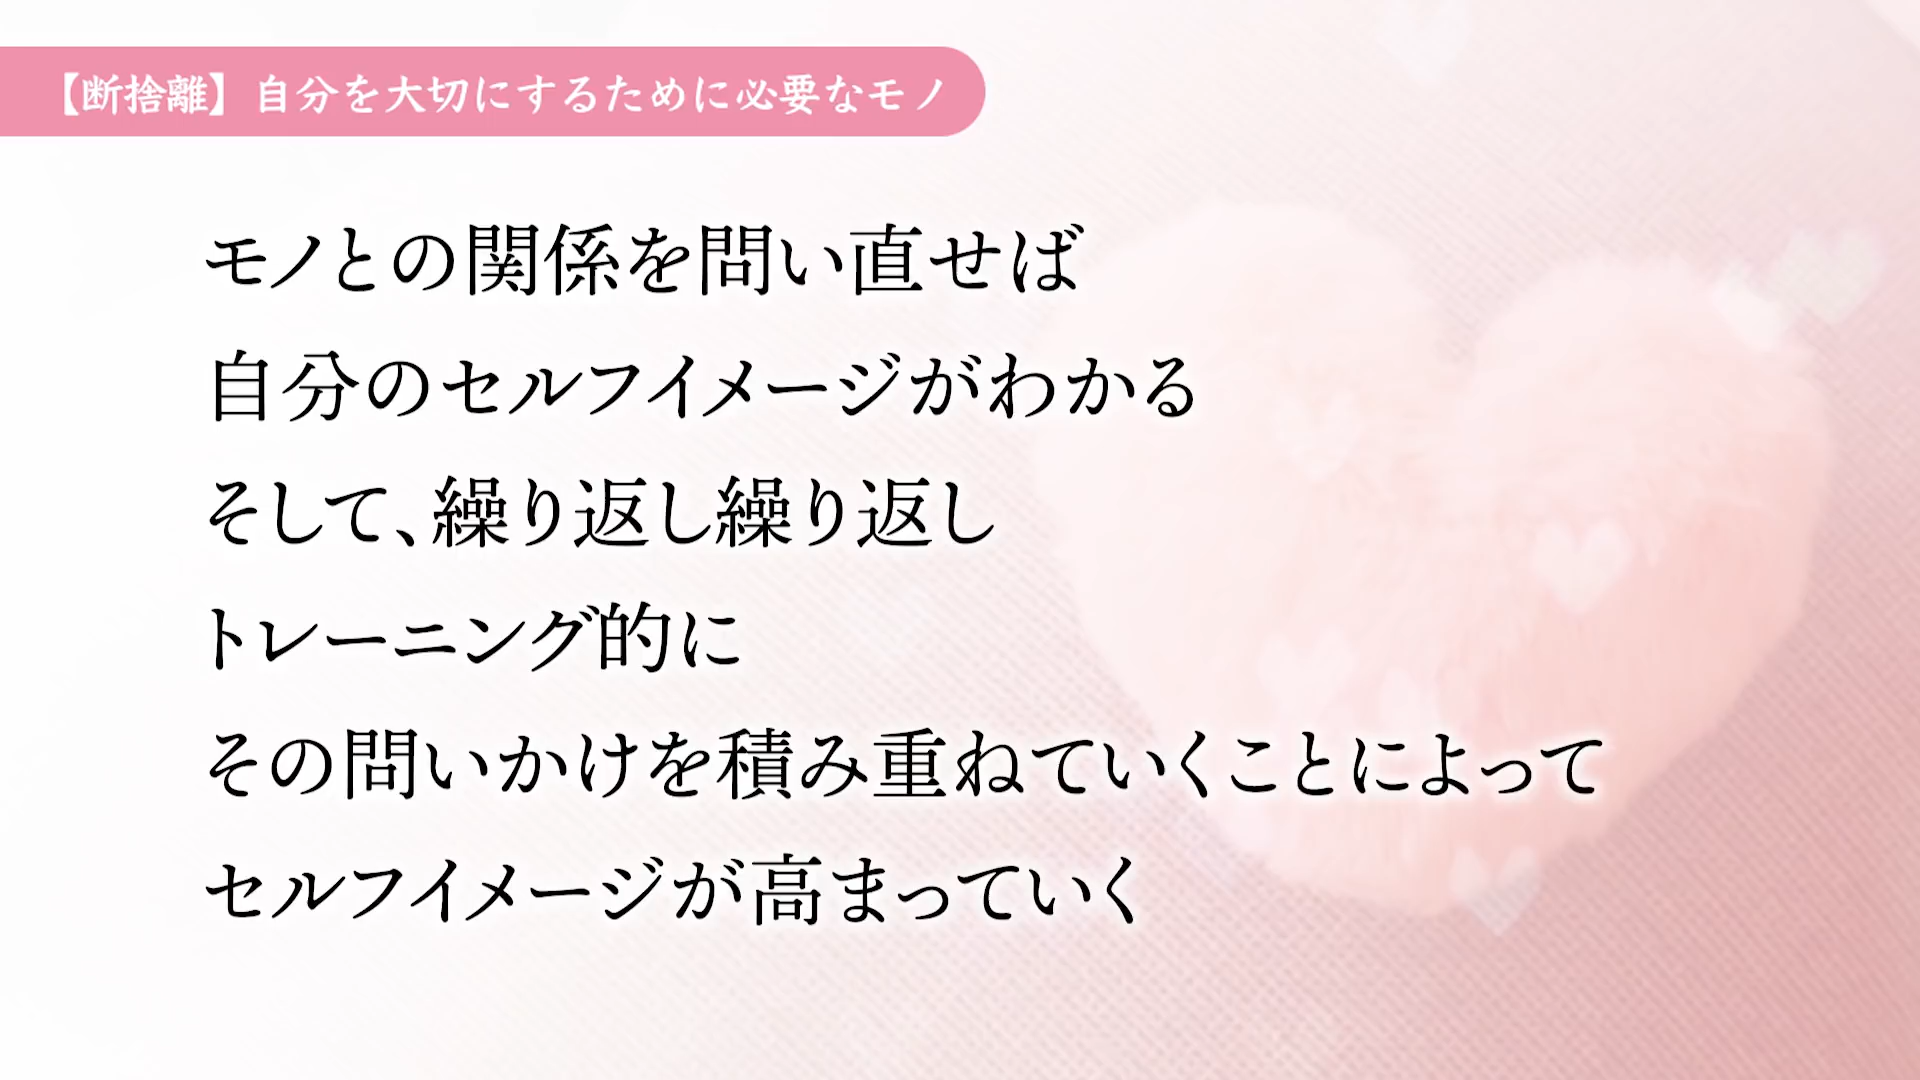 【断捨離】自分を大切にするために必要なモノ
モノとの関係を問い直せば
自分のセルフイメージがわかる
そして、繰り返し繰り返し
トレーニング的に
その問いかけを積み重ねていくことによって
セルフイメージが高まっていく